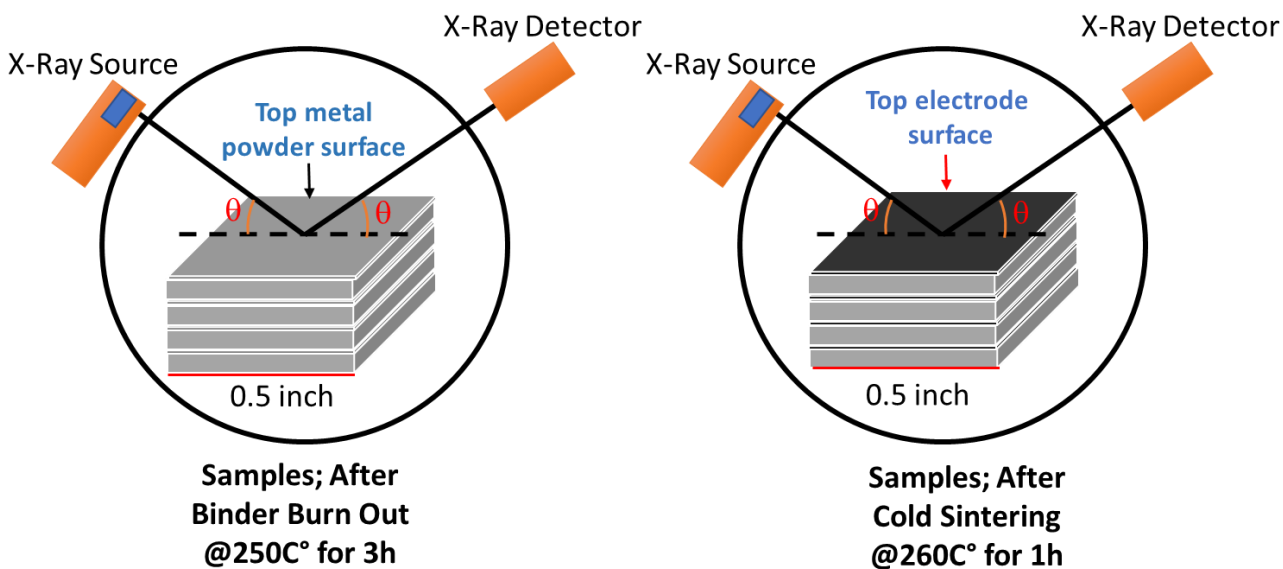 X-Ray Source
X-Ray Detector
Top metal
powder surface
θ
θ
0.5 inch
Samples; After
Binder Burn Out
@250C° for 3h
X-Ray Source
X-Ray Detector
Top electrode
surface
θ
θ
0.5 inch
Samples; After
Cold Sintering
@260C° for 1h